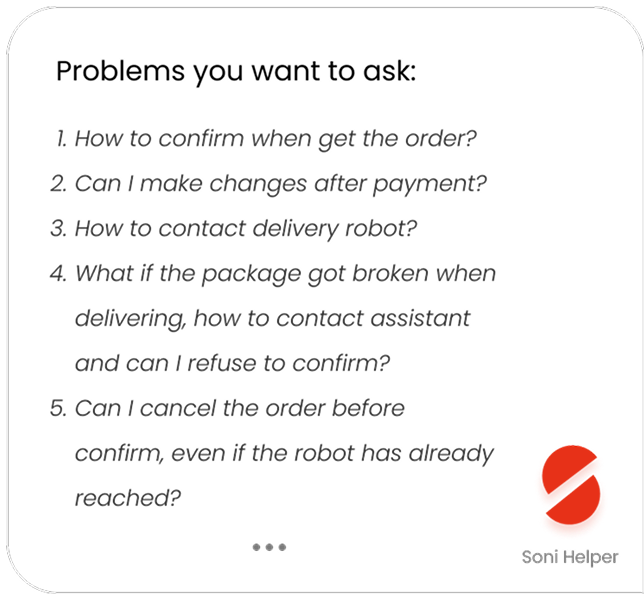 Problems you want to ask:
1. How to confirm when get the order?
2. Can I make changes after payment?
3. How to contact delivery robot?
4. What if the package got broken when
delivering, how to contact assistant
and can I refuse to confirm?
5. Can I cancel the order before
confirm, even if the robot has already
reached?
Soni Helper